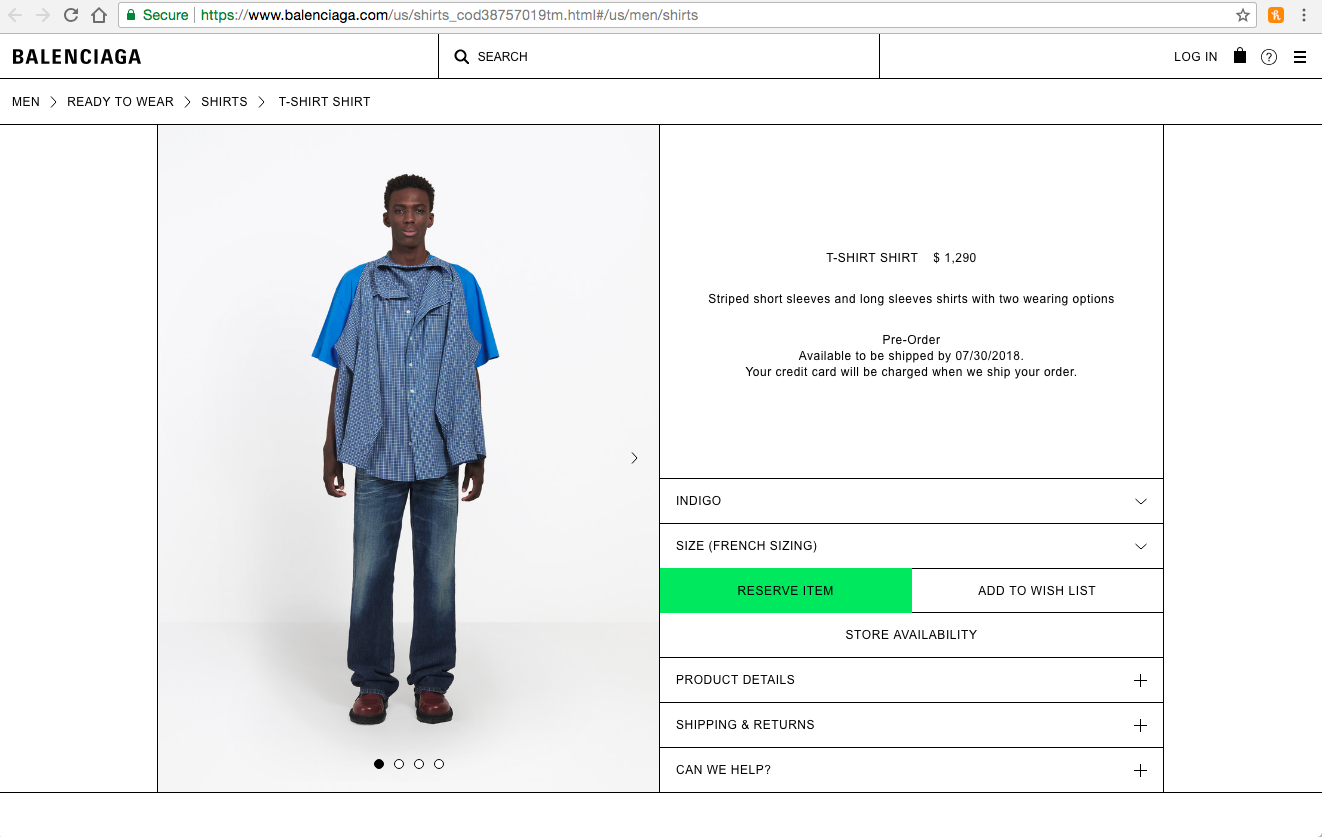 Secure https://www.balenciaga.com/us/shirts_cod38757019tm.html#/us/men/shirts
BALENCIAGA SEARCH LOG IN ?
MEN > READY TO WEAR > SHIRTS > T-SHIRT SHIRT
T-SHIRT SHIRT $ 1,290
Striped short sleeves and long sleeves shirts with two wearing options
Pre-Order
Available to be shipped by 07/30/2018.
Your credit card will be charged when we ship your order.
INDIGO
SIZE (FRENCH SIZING)
RESERVE ITEM ADD TO WISH LIST
STORE AVAILABILITY
PRODUCT DETAILS
SHIPPING & RETURNS
CAN WE HELP?